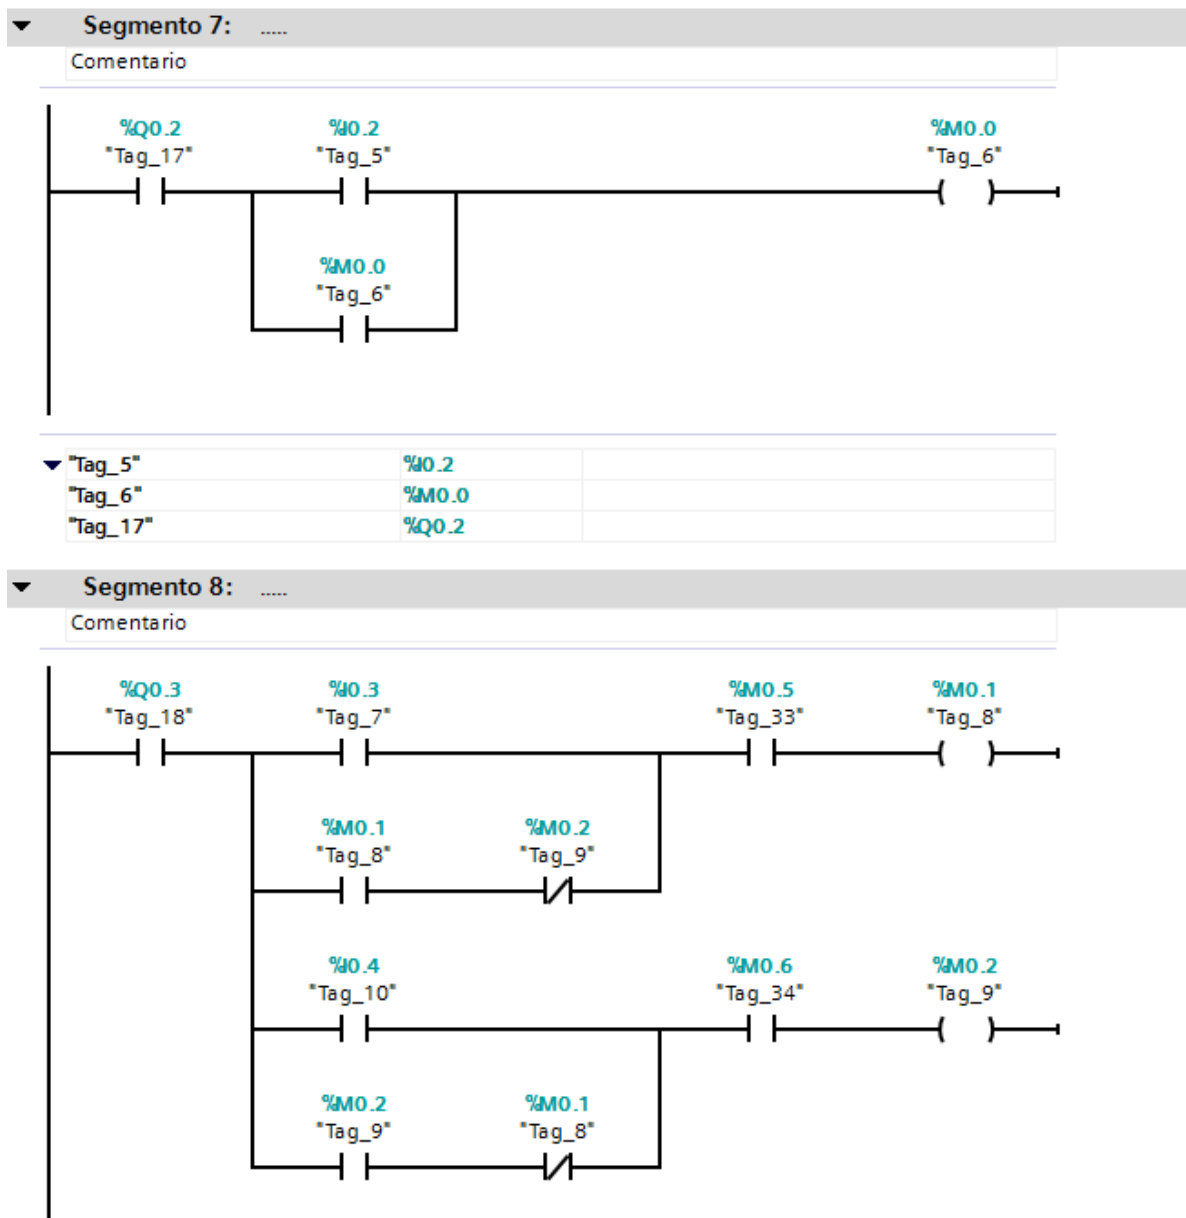 Segmento 7: .....
Comentario
%Q0.2 %I0.2 %M0.0
"Tag_17" "Tag_5" "Tag_6"
%M0.0
"Tag_6"
"Tag_5" %I0.2
"Tag_6" %M0.0
"Tag_17" %Q0.2
Segmento 8: .....
Comentario
%Q0.3 %I0.3 %M0.5 %M0.1
"Tag_18" "Tag_7" "Tag_33" "Tag_8"
%M0.1 %M0.2
"Tag_8" "Tag_9"
%I0.4 %M0.6 %M0.2
"Tag_10" "Tag_34" "Tag_9"
%M0.2 %M0.1
"Tag_9" "Tag_8"